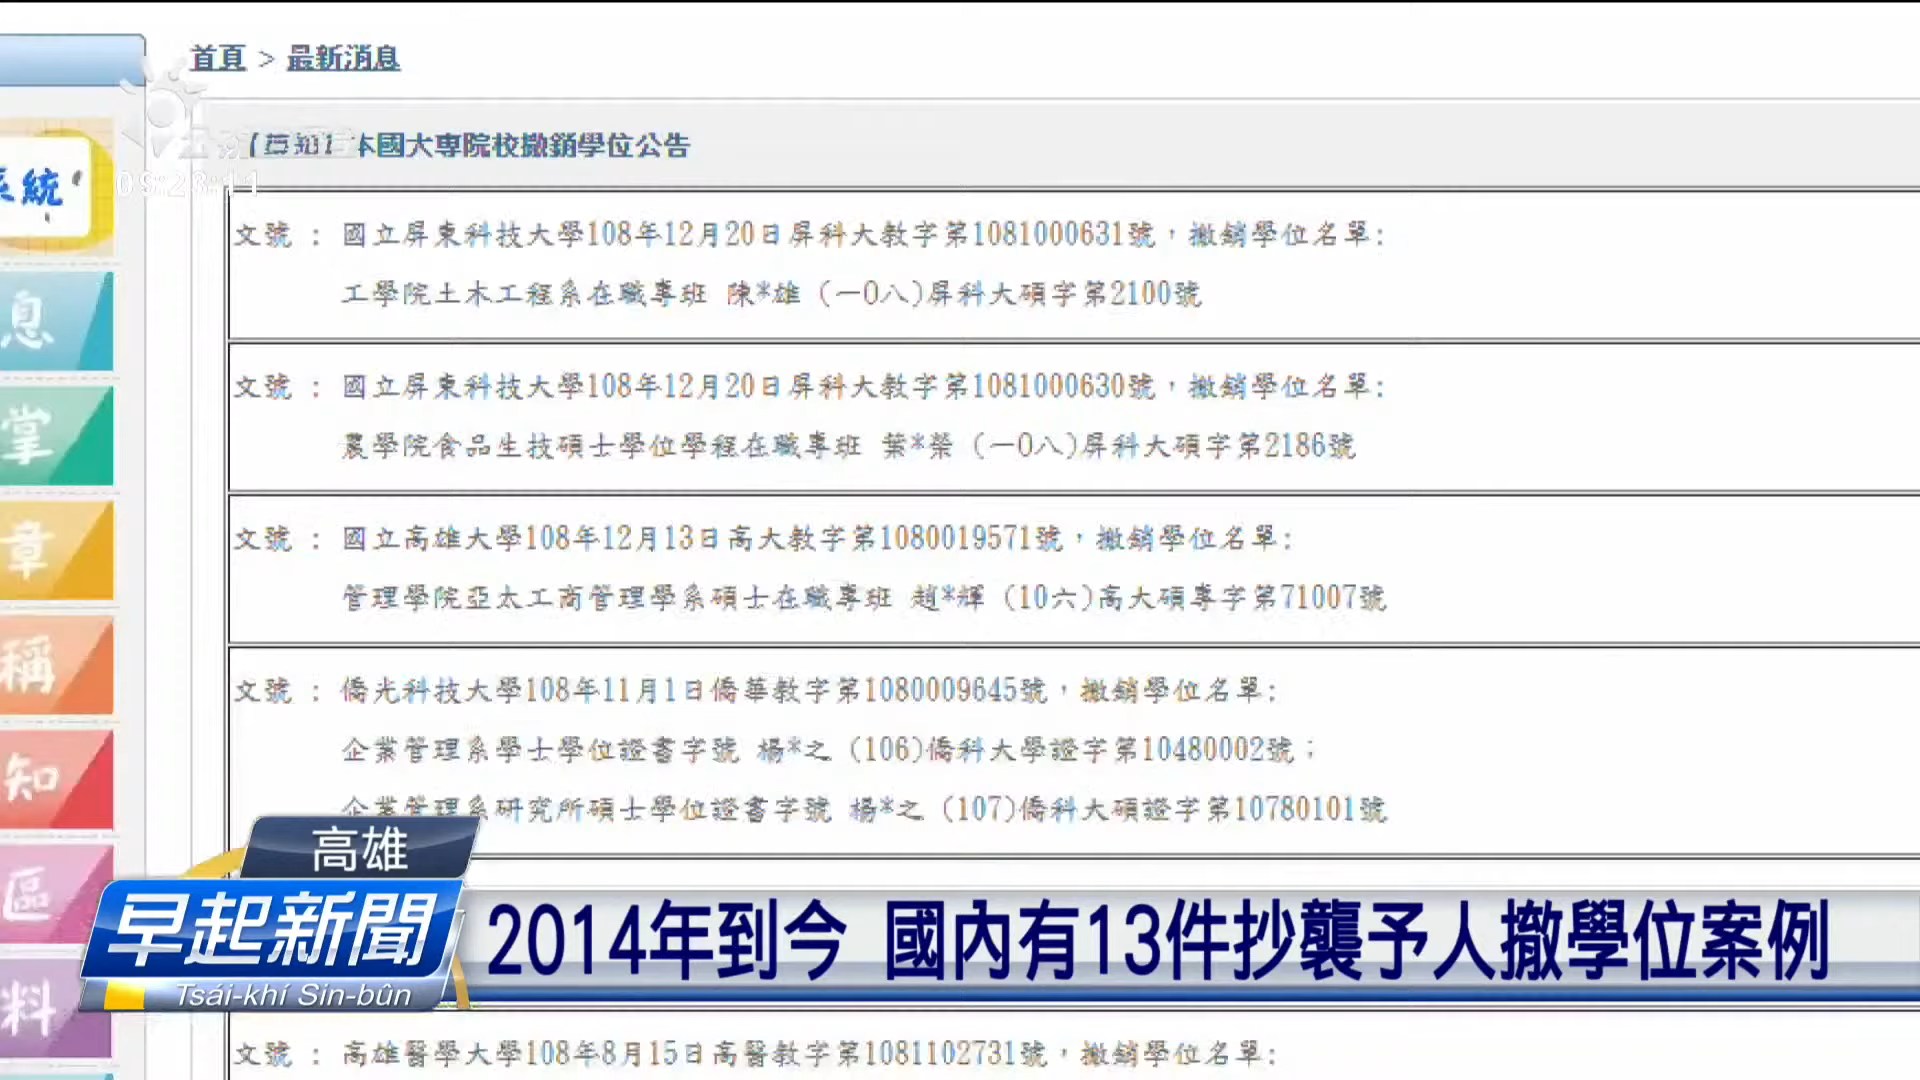 首頁 > 最新消息
【告知】本國大專院校撤銷學位公告
09:28:11
系統
文號 : 國立屏東科技大學108年12月20日屏科大教字第1081000631號,撤銷學位名單:
工學院土木工程系在職專班 陳*雄 (一0八)屏科大碩字第2100號
息
文號 : 國立屏東科技大學108年12月20日屏科大教字第1081000630號,撤銷學位名單:
農學院食品生技碩士學位學程在職專班 葉*榮 (一0八)屏科大碩字第2186號
掌
文號 : 國立高雄大學108年12月13日高大教字第1080019571號,撤銷學位名單:
管理學院亞太工商管理學系碩士在職專班 趙*輝 (10六)高大碩專字第71007號
章
稱
文號 : 僑光科技大學108年11月1日僑華教字第1080009645號,撤銷學位名單:
企業管理系學士學位證書字號 楊*之 (106)僑科大學證字第10480002號;
企業管理系研究所碩士學位證書字號 楊*之 (107)僑科大碩證字第10780101號
知
高雄
區
早起新聞
Tsái-khí Sin-bûn
2014年到今 國內有13件抄襲予人撤學位案例
料
文號 : 高雄醫學大學108年8月15日高醫教字第1081102731號,撤銷學位名單: